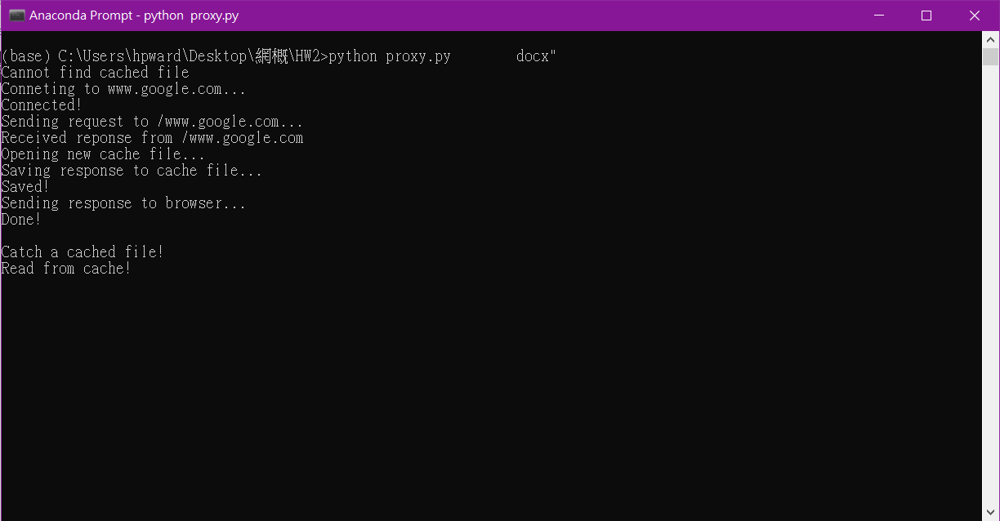 Anaconda Prompt - python  proxy.py
(base) C:\Users\hpward\Desktop\網概\HW2>python proxy.py        docx"
Cannot find cached file
Conneting to www.google.com...
Connected!
Sending request to /www.google.com...
Received reponse from /www.google.com
Opening new cache file...
Saving response to cache file...
Saved!
Sending response to browser...
Done!
Catch a cached file!
Read from cache!